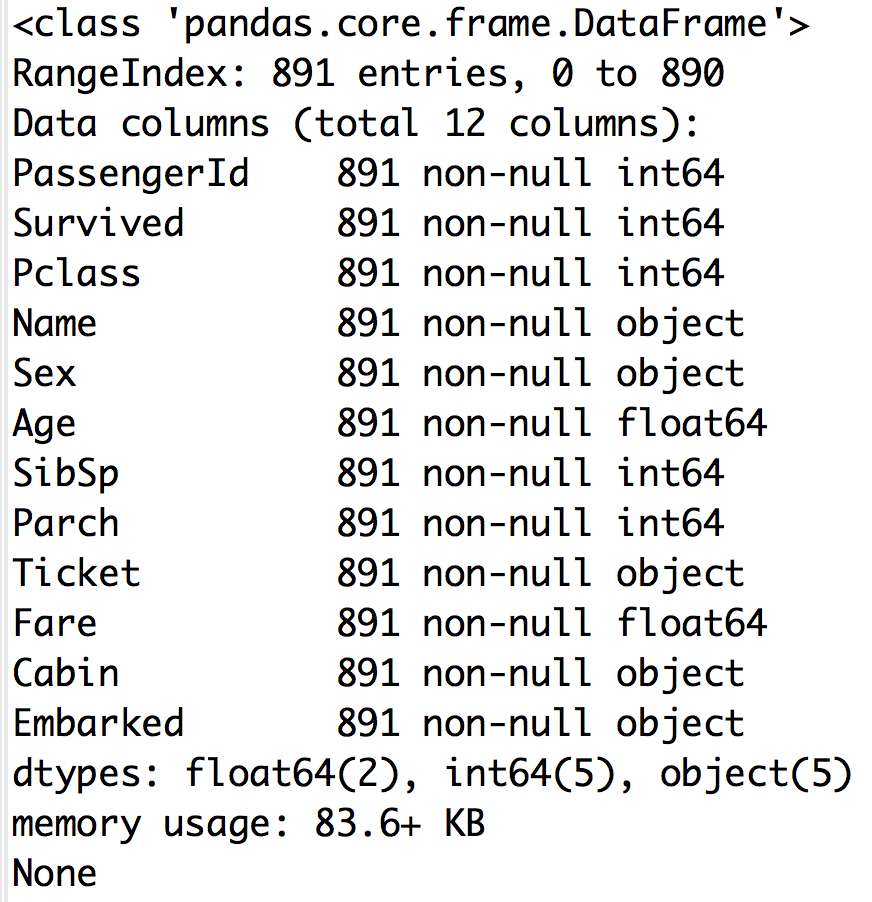 <class 'pandas.core.frame.DataFrame'>
RangeIndex: 891 entries, 0 to 890
Data columns (total 12 columns):
PassengerId    891 non-null int64
Survived       891 non-null int64
Pclass         891 non-null int64
Name           891 non-null object
Sex            891 non-null object
Age            891 non-null float64
SibSp          891 non-null int64
Parch          891 non-null int64
Ticket         891 non-null object
Fare           891 non-null float64
Cabin          891 non-null object
Embarked       891 non-null object
dtypes: float64(2), int64(5), object(5)
memory usage: 83.6+ KB
None